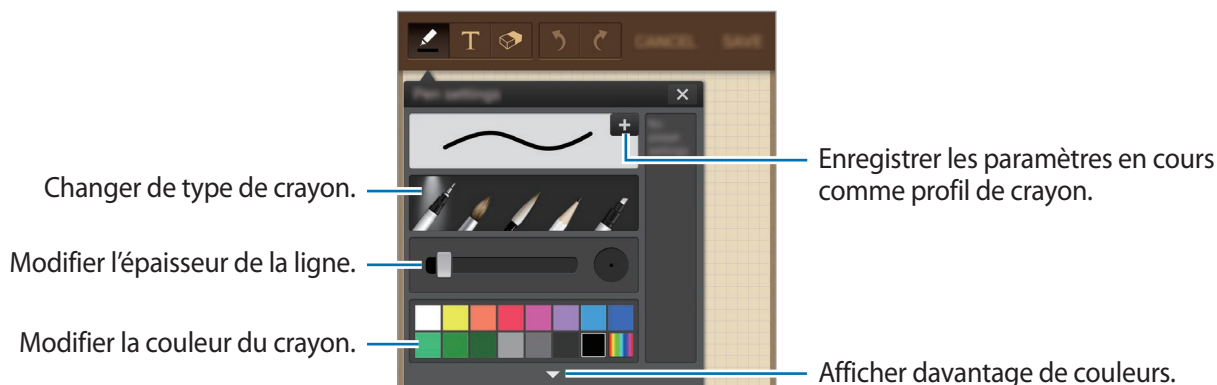 T
CANCEL SAVE
Pen settings
Enregistrer les paramètres en cours
comme profil de crayon.
Changer de type de crayon.
Modifier l'épaisseur de la ligne.
Modifier la couleur du crayon.
Afficher davantage de couleurs.